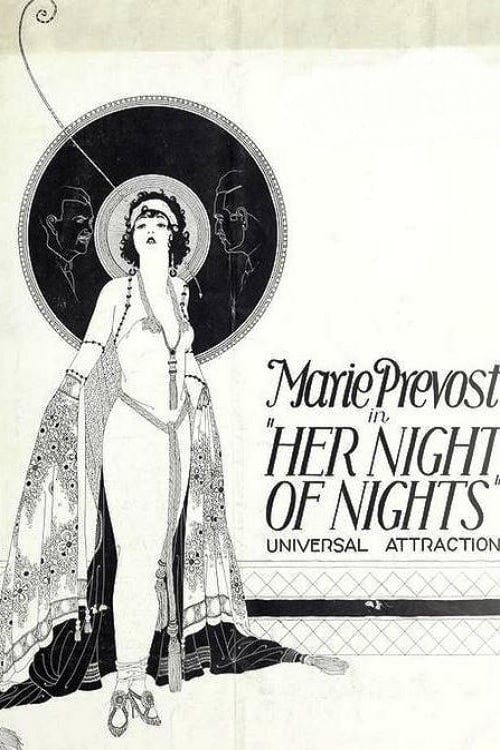 Marie Prevost
in
"HER NIGHT
OF NIGHTS"
UNIVERSAL ATTRACTION